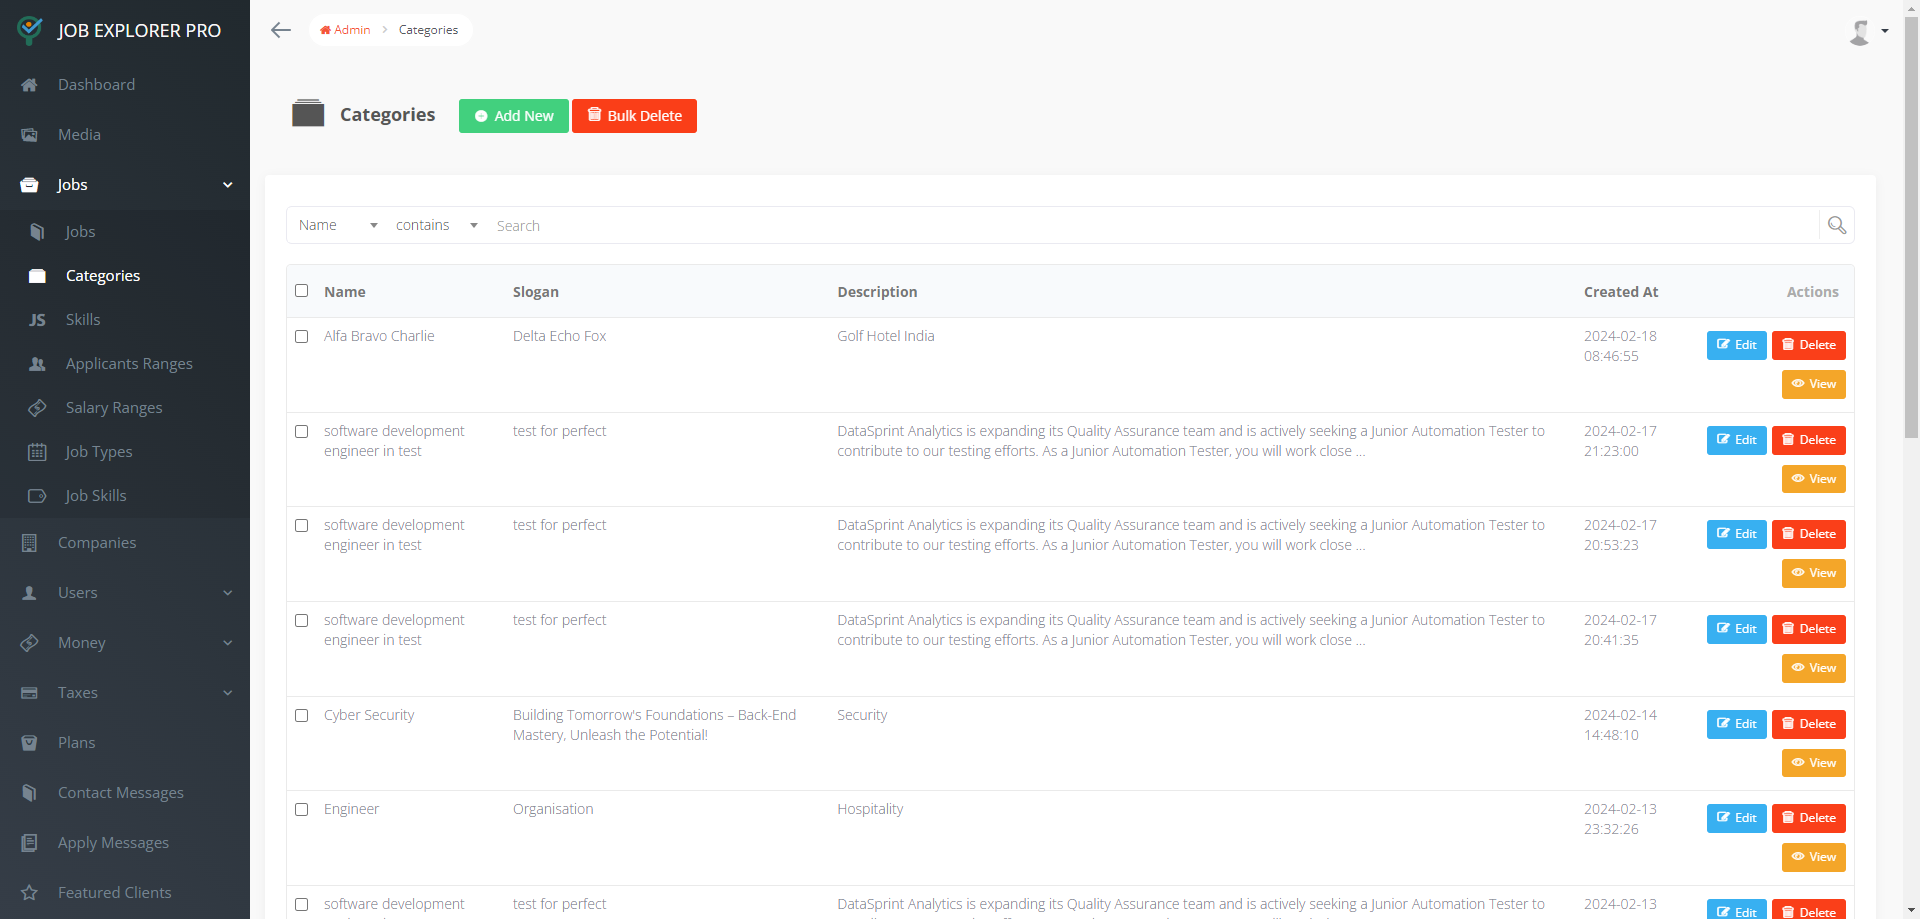 JOB EXPLORER PRO
Dashboard
Media
Jobs
Jobs
Categories
JS Skills
Applicants Ranges
Salary Ranges
Job Types
Job Skills
Companies
Users
Money
Taxes
Plans
Contact Messages
Apply Messages
Featured Clients
Admin > Categories
Categories Add New Bulk Delete
Name contains Search
Name Slogan Description Created At Actions
Alfa Bravo Charlie Delta Echo Fox Golf Hotel India 2024-02-18 Edit Delete
08:46:55
View
software development test for perfect DataSprint Analytics is expanding its Quality Assurance team and is actively seeking a Junior Automation Tester to 2024-02-17 Edit Delete
engineer in test contribute to our testing efforts. As a Junior Automation Tester, you will work close ... 21:23:00
View
software development test for perfect DataSprint Analytics is expanding its Quality Assurance team and is actively seeking a Junior Automation Tester to 2024-02-17 Edit Delete
engineer in test contribute to our testing efforts. As a Junior Automation Tester, you will work close ... 20:53:23
View
software development test for perfect DataSprint Analytics is expanding its Quality Assurance team and is actively seeking a Junior Automation Tester to 2024-02-17 Edit Delete
engineer in test contribute to our testing efforts. As a Junior Automation Tester, you will work close ... 20:41:35
View
Cyber Security Building Tomorrow's Foundations – Back-End Security 2024-02-14 Edit Delete
Mastery, Unleash the Potential! 14:48:10
View
Engineer Organisation Hospitality 2024-02-13 Edit Delete
23:32:26
View
software development test for perfect DataSprint Analytics is expanding its Quality Assurance team and is actively seeking a Junior Automation Tester to 2024-02-13 Edit Delete